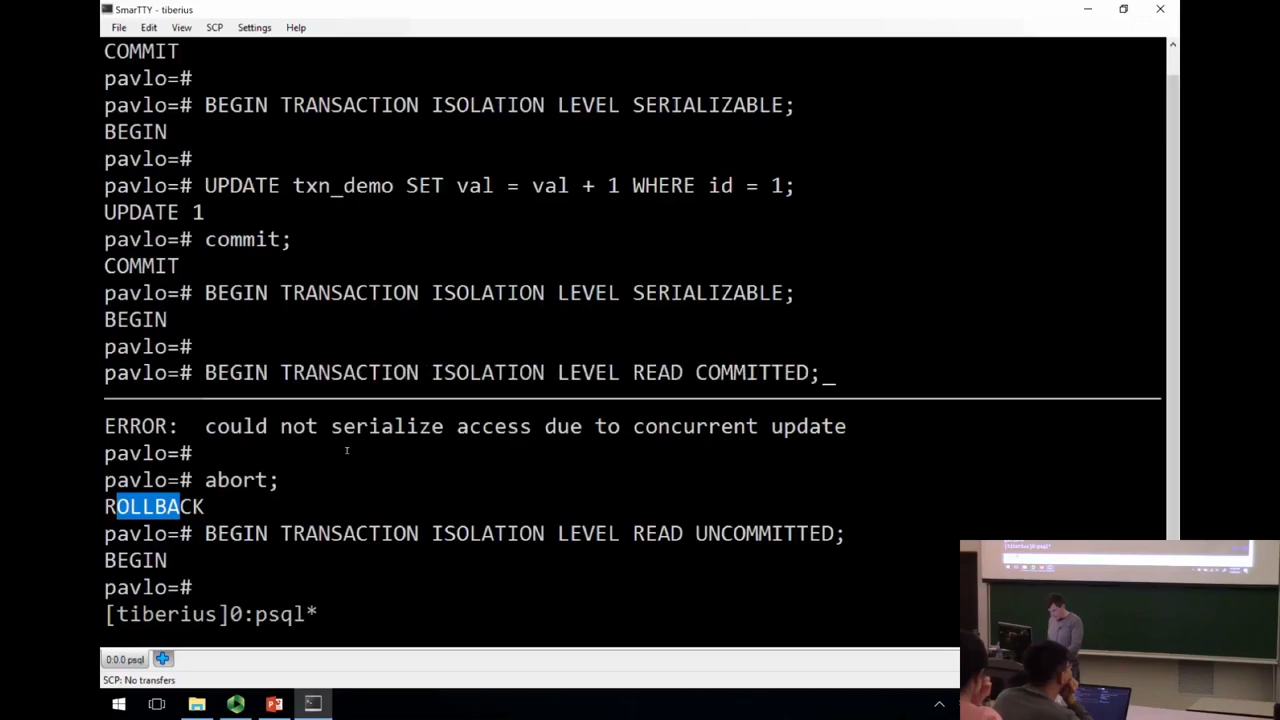 SmarTTY - tiberius
File Edit View SCP Settings Help
COMMIT
pavlo=#
pavlo=# BEGIN TRANSACTION ISOLATION LEVEL SERIALIZABLE;
BEGIN
pavlo=#
pavlo=# UPDATE txn_demo SET val = val + 1 WHERE id = 1;
UPDATE 1
pavlo=# commit;
COMMIT
pavlo=# BEGIN TRANSACTION ISOLATION LEVEL SERIALIZABLE;
BEGIN
pavlo=#
pavlo=# BEGIN TRANSACTION ISOLATION LEVEL READ COMMITTED;_
ERROR:  could not serialize access due to concurrent update
pavlo=#
pavlo=# abort;
ROLLBACK
pavlo=# BEGIN TRANSACTION ISOLATION LEVEL READ UNCOMMITTED;
BEGIN
pavlo=#
[tiberius]0:psql*
0:0.0 psql
SCP: No transfers